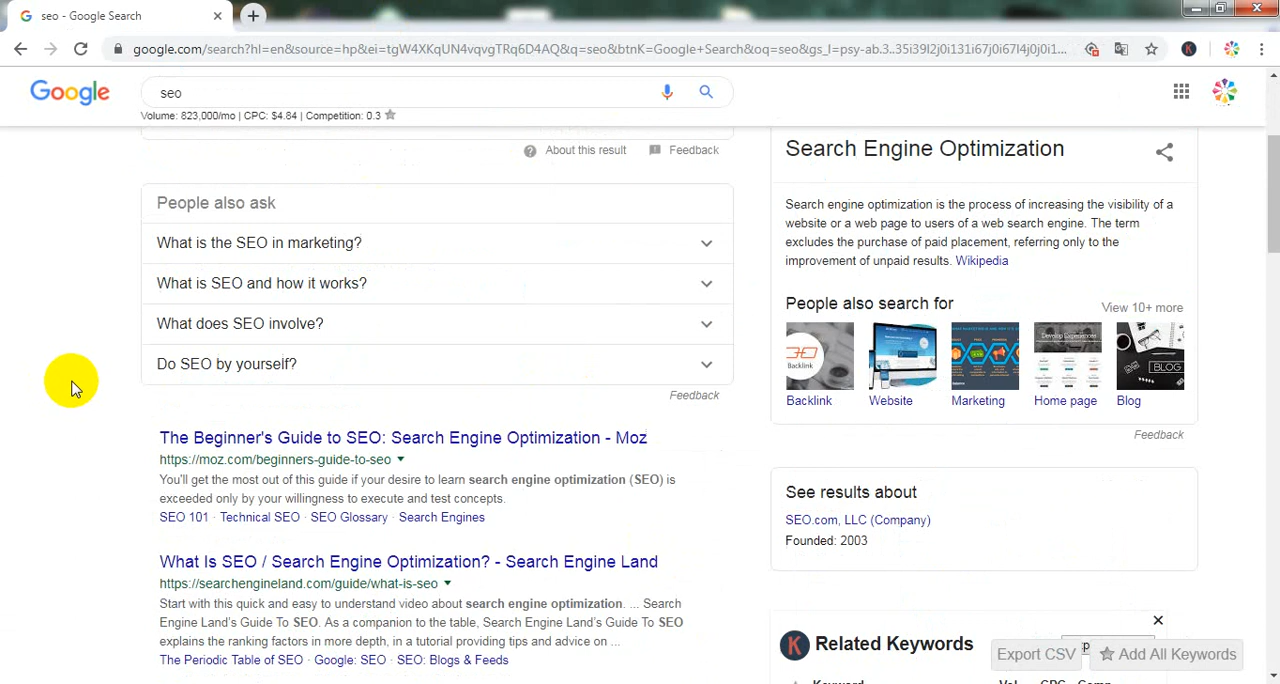 seo - Google Search
google.com/search?hl=en&source=hp&ei=tgW4XKqUN4vqvgTRq6D4AQ&q=seo&btnK=Google+Search&oq=seo&gs_l=psy-ab.3..35i39l2j0i131i67j0i67l4j0j0i1...
Google
seo
Volume: 823,000/mo | CPC: $4.84 | Competition: 0.3
About this result
Feedback
People also ask
What is the SEO in marketing?
What is SEO and how it works?
What does SEO involve?
Do SEO by yourself?
Feedback
The Beginner's Guide to SEO: Search Engine Optimization - Moz
https://moz.com/beginners-guide-to-seo
You'll get the most out of this guide if your desire to learn search engine optimization (SEO) is
exceeded only by your willingness to execute and test concepts.
SEO 101 · Technical SEO · SEO Glossary · Search Engines
What Is SEO / Search Engine Optimization? - Search Engine Land
https://searchengineland.com/guide/what-is-seo
Start with this quick and easy to understand video about search engine optimization. ... Search
Engine Land's Guide To SEO. As a companion to the table, Search Engine Land's Guide To SEO
explains the ranking factors in more depth, in a tutorial providing tips and advice on ...
The Periodic Table of SEO · Google: SEO · SEO: Blogs & Feeds
Search Engine Optimization
Search engine optimization is the process of increasing the visibility of a
website or a web page to users of a web search engine. The term
excludes the purchase of paid placement, referring only to the
improvement of unpaid results. Wikipedia
People also search for
View 10+ more
Backlink
BLOG
Backlink
Website
Marketing
Home page
Blog
Feedback
See results about
SEO.com, LLC (Company)
Founded: 2003
K
Related Keywords
Export CSV
Add All Keywords
Keyword